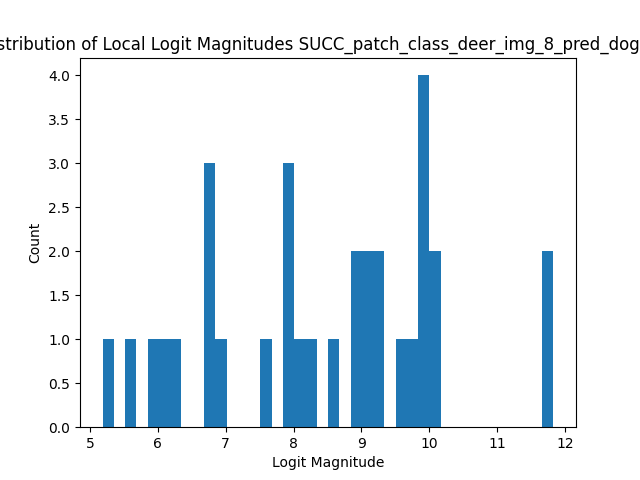 stribution of Local Logit Magnitudes SUCC_patch_class_deer_img_8_pred_dog
4.0
3.5
3.0
2.5
2.0
1.5
1.0
0.5
0.0
Count
5 6 7 8 9 10 11 12
Logit Magnitude